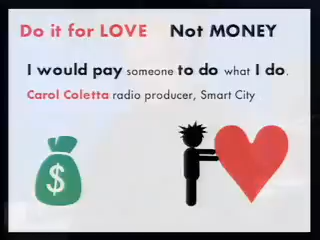 Do it for LOVE Not MONEY
I would pay someone to do what I do.
Carol Coletta radio producer, Smart City
$